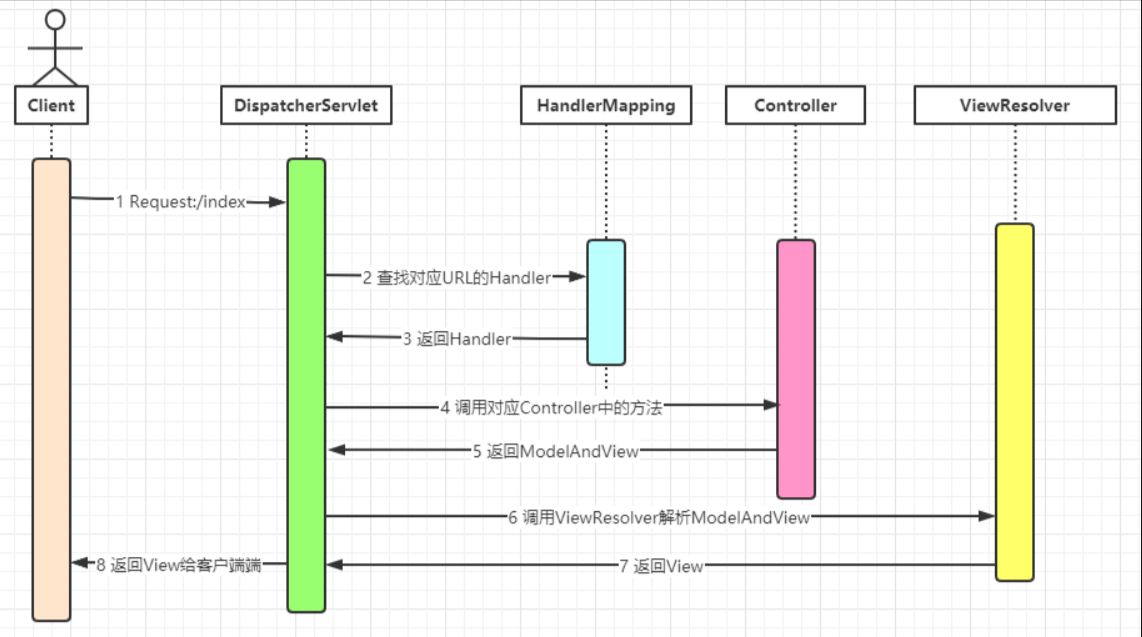 Client
DispatcherServlet
HandlerMapping
Controller
ViewResolver
1 Request:/index
2 查找对应URL的Handler
3 返回Handler
4 调用对应Controller中的方法
5 返回ModelAndView
6 调用ViewResolver解析ModelAndView
7 返回View
8 返回View给客户端端